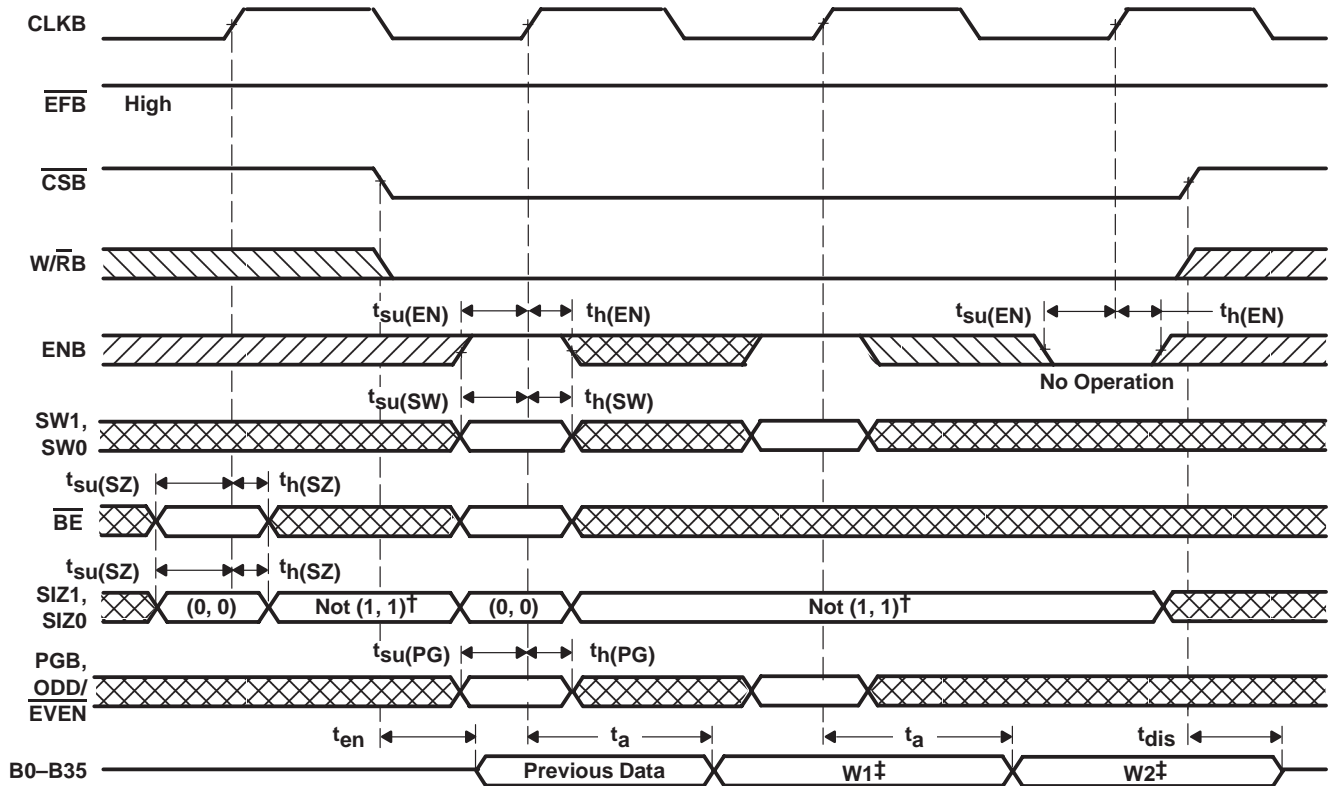 CLKB
EFB
High
CSB
W/RB
tsu(EN)
th(EN)
tsu(EN)
th(EN)
ENB
No Operation
tsu(SW)
th(SW)
SW1,
SW0
tsu(SZ)
th(SZ)
BE
tsu(SZ)
th(SZ)
SIZ1,
SIZ0
(0, 0)
Not (1, 1)†
(0, 0)
Not (1, 1)†
PGB,
ODD/
EVEN
tsu(PG)
th(PG)
ten
ta
ta
tdis
B0–B35
Previous Data
W1‡
W2‡